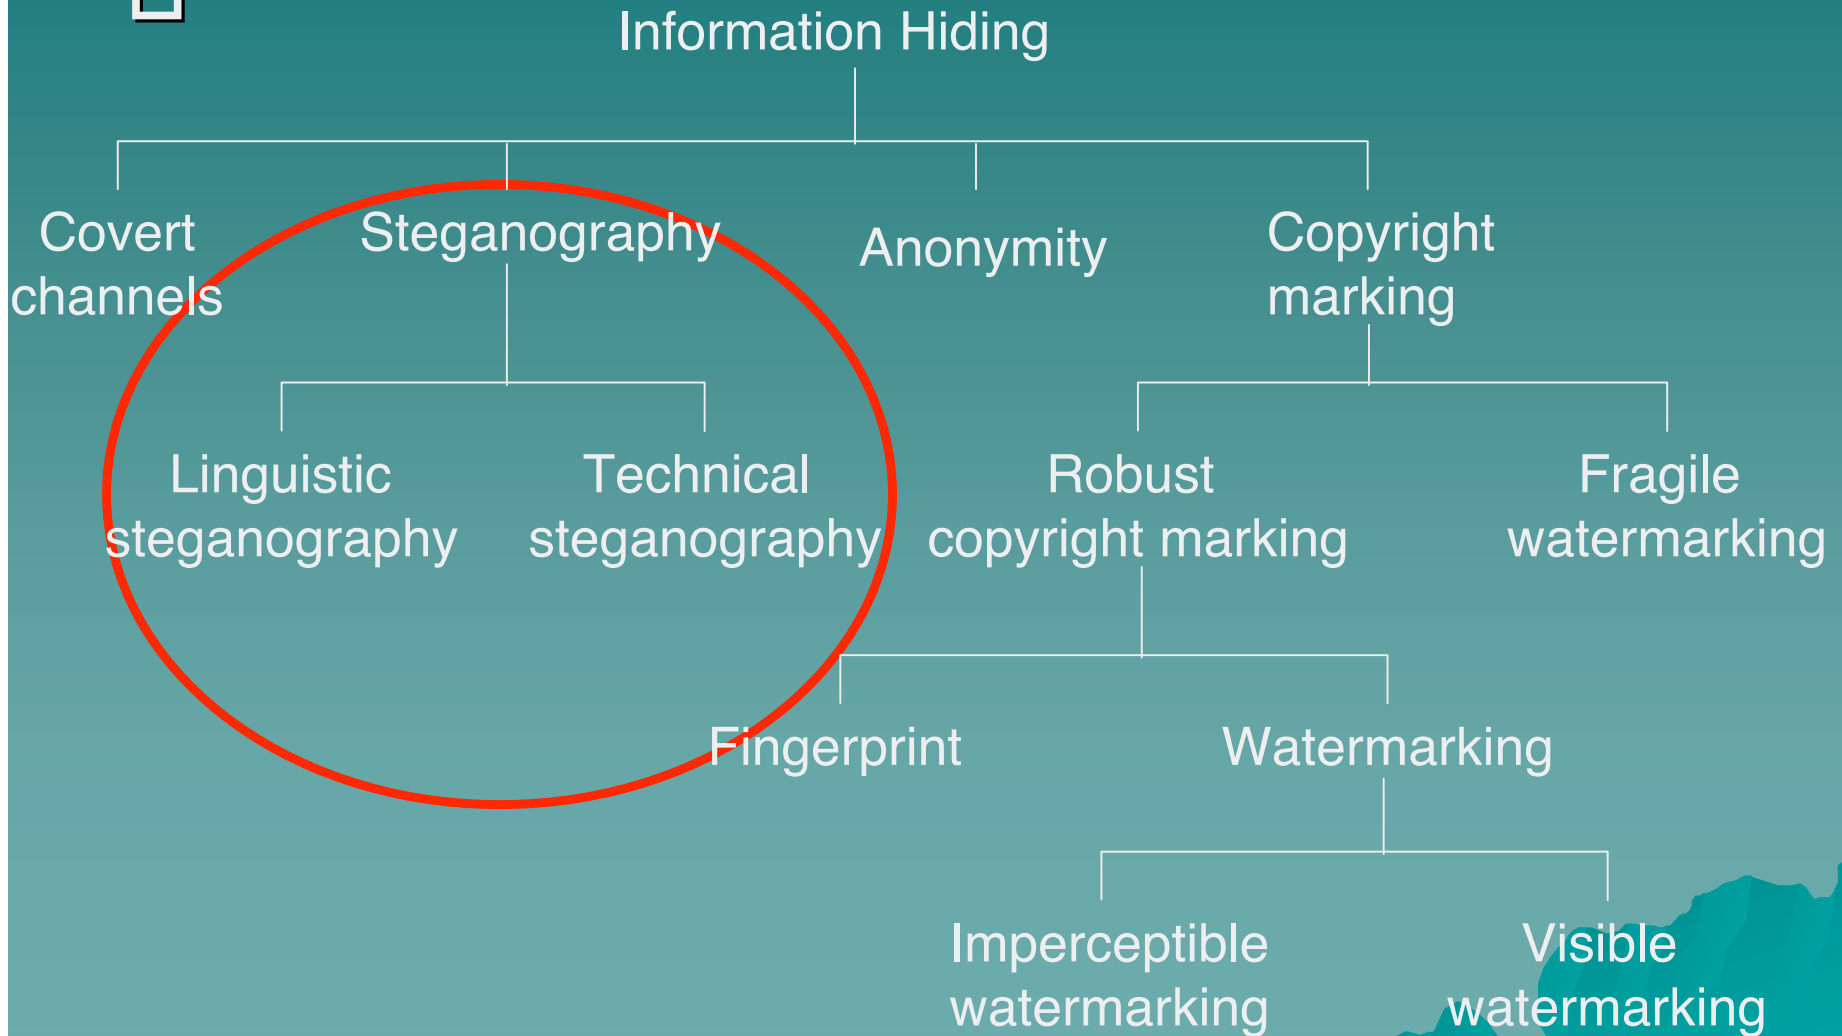 Information Hiding
Covert
channels
Steganography
Anonymity
Copyright
marking
Linguistic
steganography
Technical
steganography
Robust
copyright marking
Fragile
watermarking
Fingerprint
Watermarking
Imperceptible
watermarking
Visible
watermarking